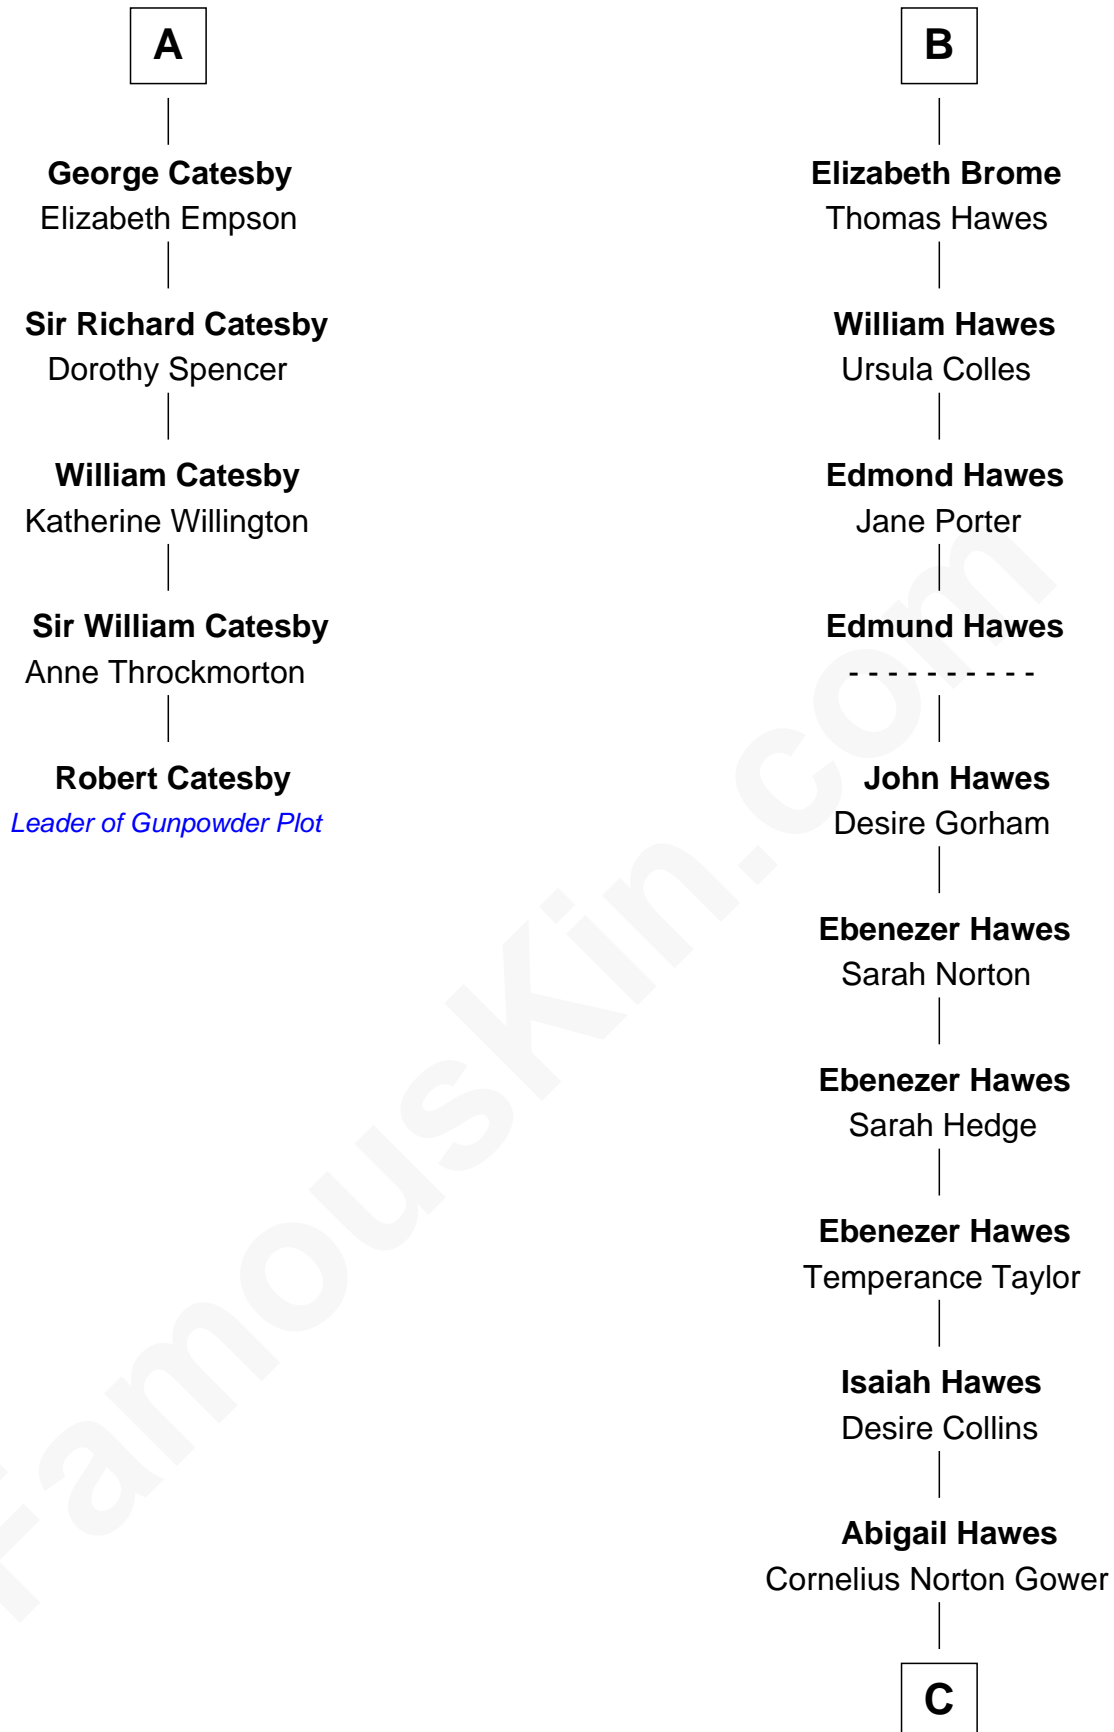 A
George Catesby
Elizabeth Empson
Sir Richard Catesby
Dorothy Spencer
William Catesby
Katherine Willington
Sir William Catesby
Anne Throckmorton
Robert Catesby
Leader of Gunpowder Plot
B
Elizabeth Brome
Thomas Hawes
William Hawes
Ursula Colles
Edmond Hawes
Jane Porter
Edmund Hawes
- - - - - - - - - -
John Hawes
Desire Gorham
Ebenezer Hawes
Sarah Norton
Ebenezer Hawes
Sarah Hedge
Ebenezer Hawes
Temperance Taylor
Isaiah Hawes
Desire Collins
Abigail Hawes
Cornelius Norton Gower
C
FamousKin.com